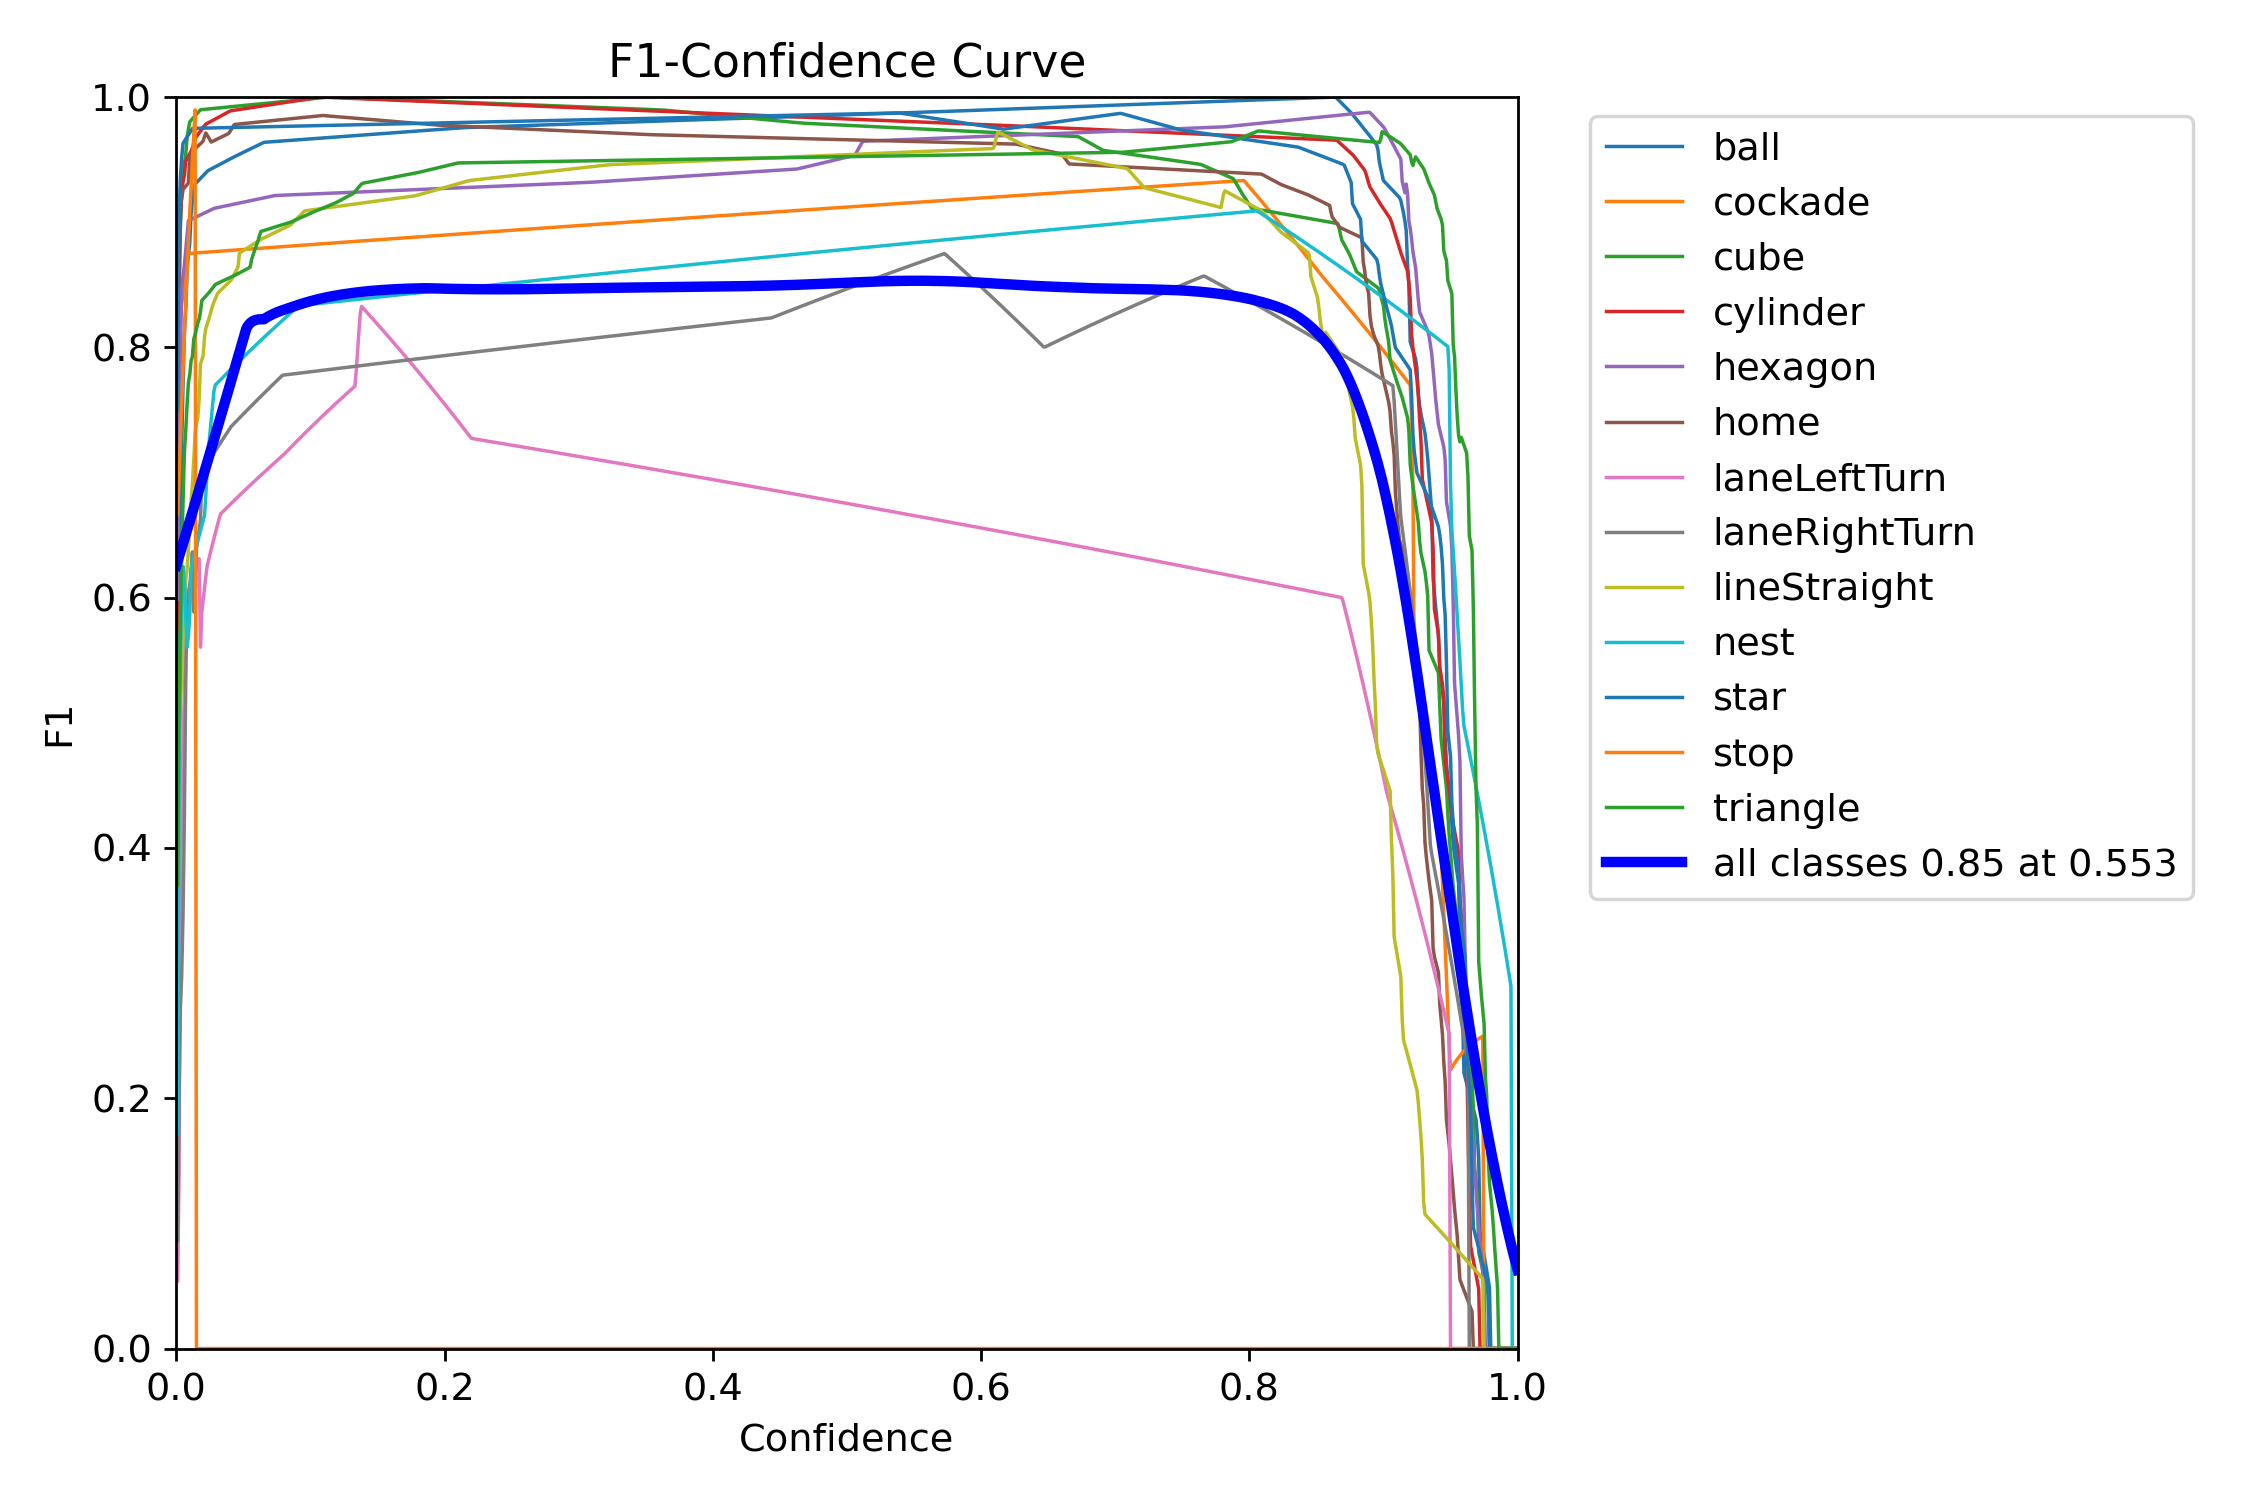 F1-Confidence Curve
1.0
0.8
0.6
0.4
0.2
0.0
F1
0.0 0.2 0.4 0.6 0.8 1.0
Confidence
ball
cockade
cube
cylinder
hexagon
home
laneLeftTurn
laneRightTurn
lineStraight
nest
star
stop
triangle
all classes 0.85 at 0.553